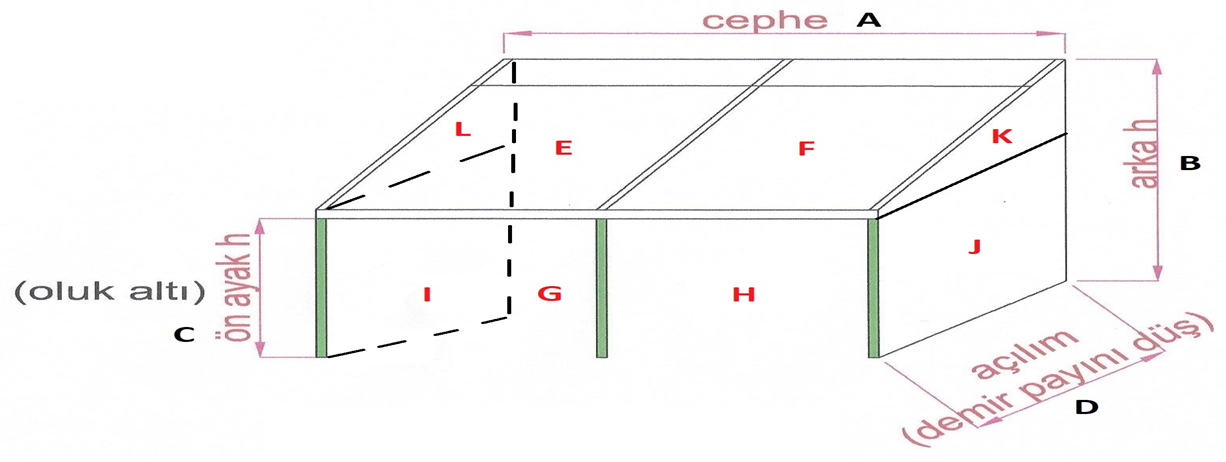 cephe A
L
E
F
K
arka h
B
(oluk altı)
ön ayak h
C
I
G
H
J
açılım
(demir payını düş)
D